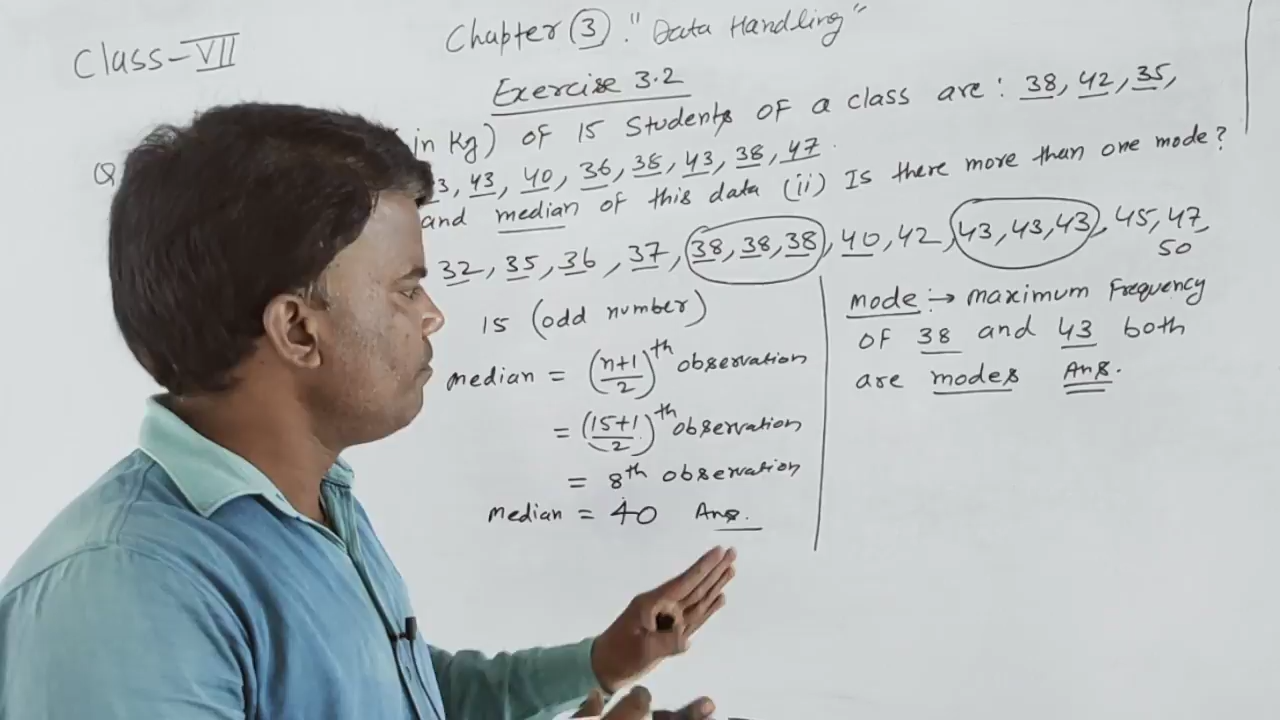 Class-VII
Chapter 3: "Data Handling"
Exercise 3.2
Q
in Kg) of 15 Students of a class are: 38, 42, 35,
3, 43, 40, 36, 38, 43, 38, 47.
and median of this data (ii) Is there more than one mode?
32, 35, 36, 37, 38, 38, 38, 40, 42, 43, 43, 43, 45, 47,
50
15 (odd number)
median = (n+1/2)th observation
= (15+1/2)th observation
= 8th observation
Median = 40 Ans.
Mode :→ maximum Frequency
of 38 and 43 both
are modes Ans.